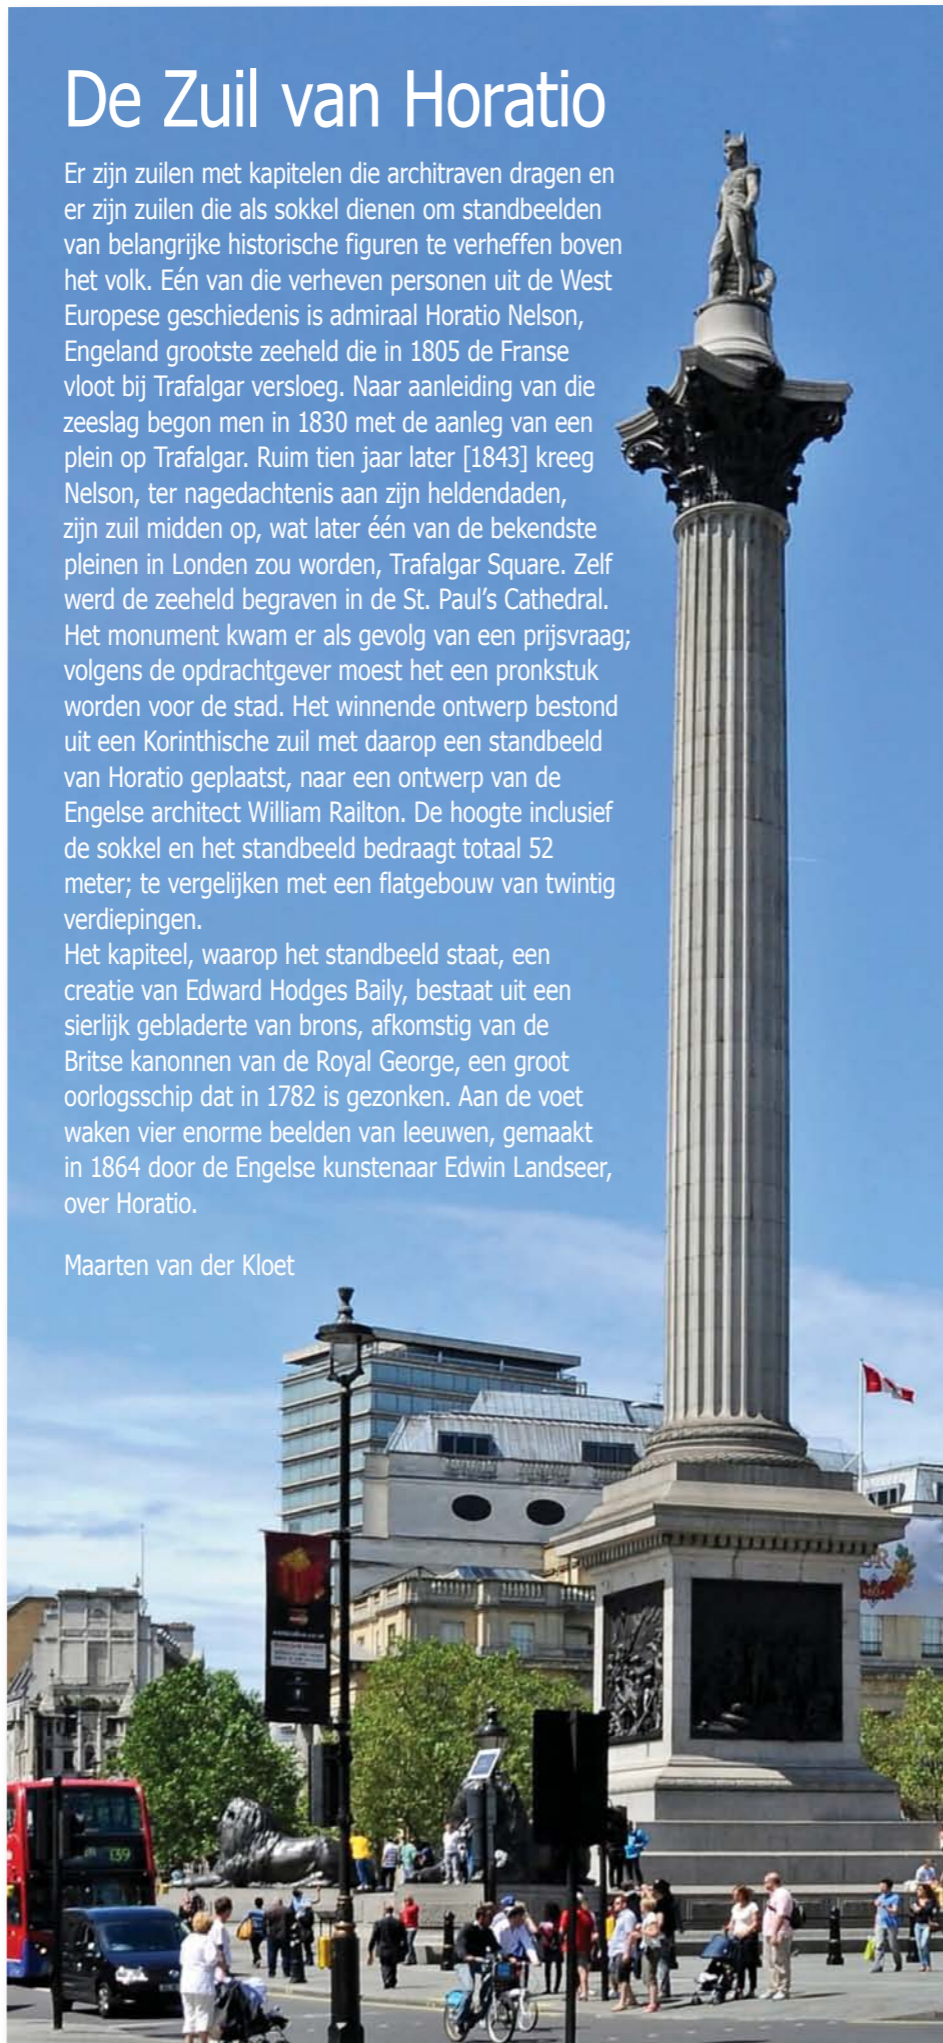 De Zuil van Horatio
Er zijn zuilen met kapitelen die architraven dragen en
er zijn zuilen die als sokkel dienen om standbeelden
van belangrijke historische figuren te verheffen boven
het volk. Eén van die verheven personen uit de West
Europese geschiedenis is admiraal Horatio Nelson,
Engeland grootste zeeheld die in 1805 de Franse
vloot bij Trafalgar versloeg. Naar aanleiding van die
zeeslag begon men in 1830 met de aanleg van een
plein op Trafalgar. Ruim tien jaar later [1843] kreeg
Nelson, ter nagedachtenis aan zijn heldendaden,
zijn zuil midden op, wat later één van de bekendste
pleinen in Londen zou worden, Trafalgar Square. Zelf
werd de zeeheld begraven in de St. Paul's Cathedral.
Het monument kwam er als gevolg van een prijsvraag;
volgens de opdrachtgever moest het een pronkstuk
worden voor de stad. Het winnende ontwerp bestond
uit een Korinthische zuil met daarop een standbeeld
van Horatio geplaatst, naar een ontwerp van de
Engelse architect William Railton. De hoogte inclusief
de sokkel en het standbeeld bedraagt totaal 52
meter; te vergelijken met een flatgebouw van twintig
verdiepingen.
Het kapiteel, waarop het standbeeld staat, een
creatie van Edward Hodges Baily, bestaat uit een
sierlijk gebladerte van brons, afkomstig van de
Britse kanonnen van de Royal George, een groot
oorlogsschip dat in 1782 is gezonken. Aan de voet
waken vier enorme beelden van leeuwen, gemaakt
in 1864 door de Engelse kunstenaar Edwin Landseer,
over Horatio.
Maarten van der Kloet
139